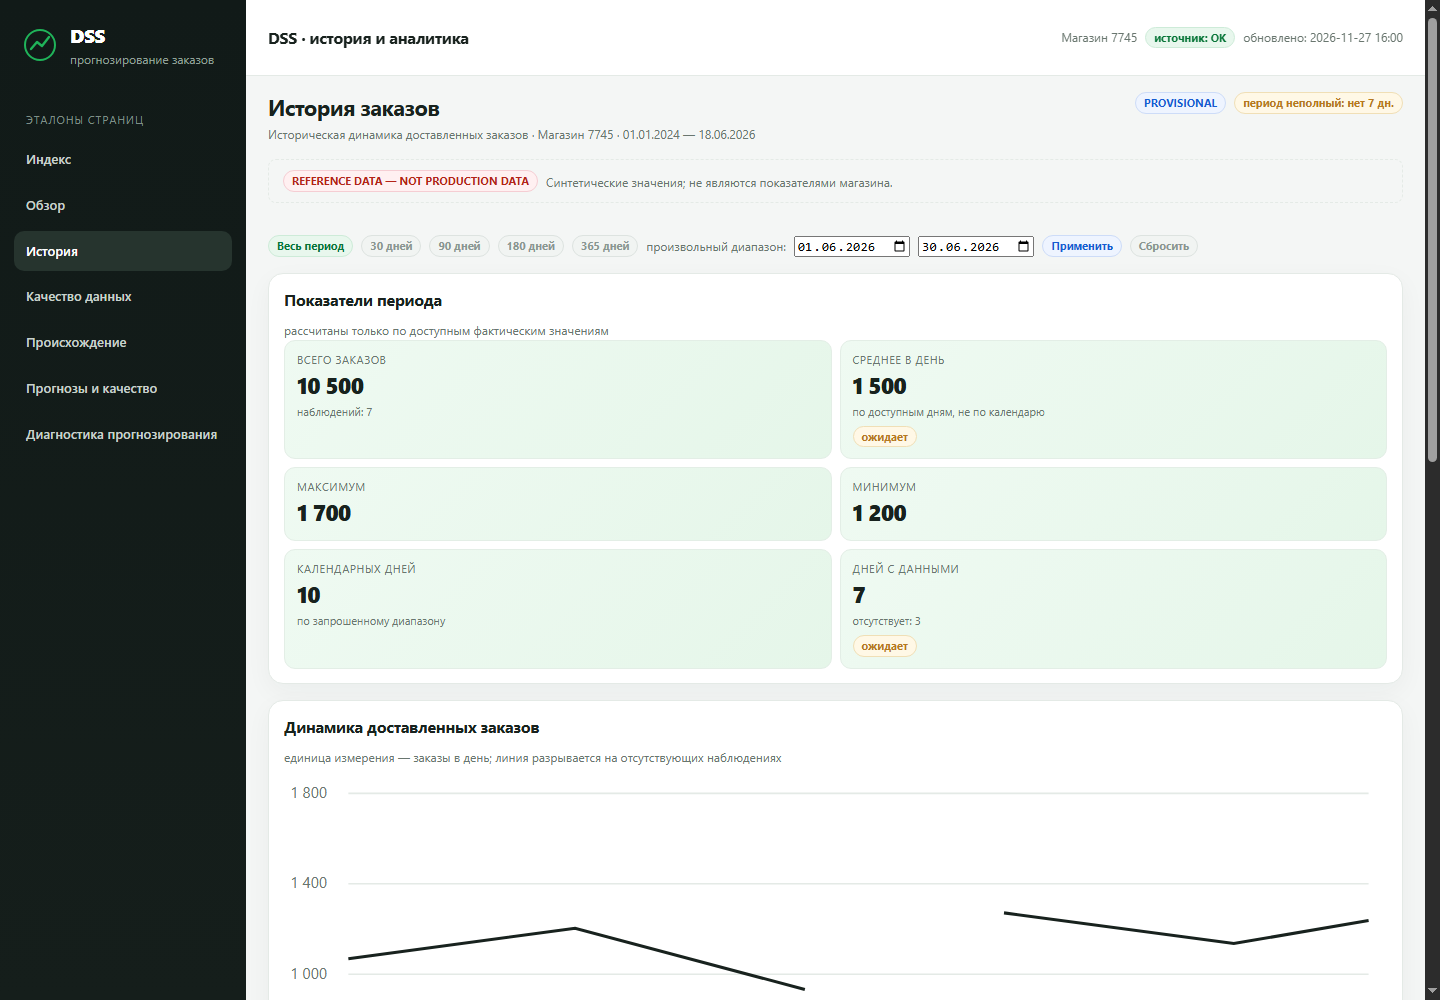 DSS
прогнозирование заказов
ЭТАЛОНЫ СТРАНИЦ
Индекс
Обзор
История
Качество данных
Происхождение
Прогнозы и качество
Диагностика прогнозирования
DSS · история и аналитика
Магазин 7745 источник: OK обновлено: 2026-11-27 16:00
История заказов
PROVISIONAL период неполный: нет 7 дн.
Историческая динамика доставленных заказов · Магазин 7745 · 01.01.2024 — 18.06.2026
REFERENCE DATA — NOT PRODUCTION DATA Синтетические значения; не являются показателями магазина.
Весь период 30 дней 90 дней 180 дней 365 дней произвольный диапазон: 01.06.2026 30.06.2026 Применить Сбросить
Показатели периода
рассчитаны только по доступным фактическим значениям
ВСЕГО ЗАКАЗОВ
10 500
наблюдений: 7
СРЕДНЕЕ В ДЕНЬ
1 500
по доступным дням, не по календарю
ожидает
МАКСИМУМ
1 700
МИНИМУМ
1 200
КАЛЕНДАРНЫХ ДНЕЙ
10
по запрошенному диапазону
ДНЕЙ С ДАННЫМИ
7
отсутствует: 3
ожидает
Динамика доставленных заказов
единица измерения — заказы в день; линия разрывается на отсутствующих наблюдениях
1 800
1 400
1 000